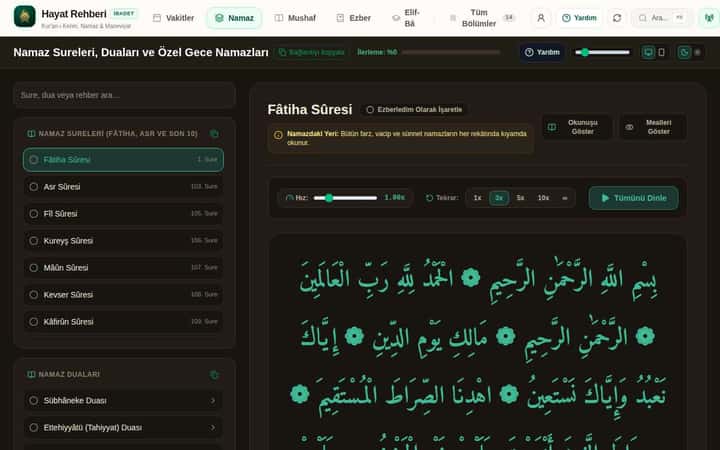 Hayat Rehberi İBADET
Kur'an-ı Kerim, Namaz & Maneviyat
Vakitler
Namaz
Mushaf
Ezber
Elif-Bâ
Tüm Bölümler 14
Yardım
Ara...
Namaz Sureleri, Duaları ve Özel Gece Namazları
Bağlantıyı kopyala
İlerleme: %0
Yardım
Sure, dua veya rehber ara...
NAMAZ SURELERİ (FÂTİHA, ASR VE SON 10)
Fâtiha Sûresi 1. Sure
Asr Sûresi 103. Sure
Fîl Sûresi 105. Sure
Kureyş Sûresi 106. Sure
Mâûn Sûresi 107. Sure
Kevser Sûresi 108. Sure
Kâfirûn Sûresi 109. Sure
NAMAZ DUALARI
Sübhâneke Duası
Ettehiyyâtü (Tahiyyat) Duası
Fâtiha Sûresi
Ezberledim Olarak İşaretle
Namazdaki Yeri: Bütün farz, vacip ve sünnet namazların her rekâtında kıyamda
okunur.
Okunuşu Göster
Mealleri Göster
Hız: 1.00x
Tekrar: 1x 3x 5x 10x ∞
Tümünü Dinle
بِسْمِ اللَّهِ الرَّحْمَٰنِ الرَّحِيمِ ۞ الْحَمْدُ لِلَّهِ رَبِّ الْعَالَمِينَ
۞ الرَّحْمَٰنِ الرَّحِيمِ ۞ مَالِكِ يَوْمِ الدِّينِ ۞ إِيَّاكَ
نَعْبُدُ وَإِيَّاكَ نَسْتَعِينُ ۞ اهْدِنَا الصِّرَاطَ الْمُسْتَقِيمَ ۞